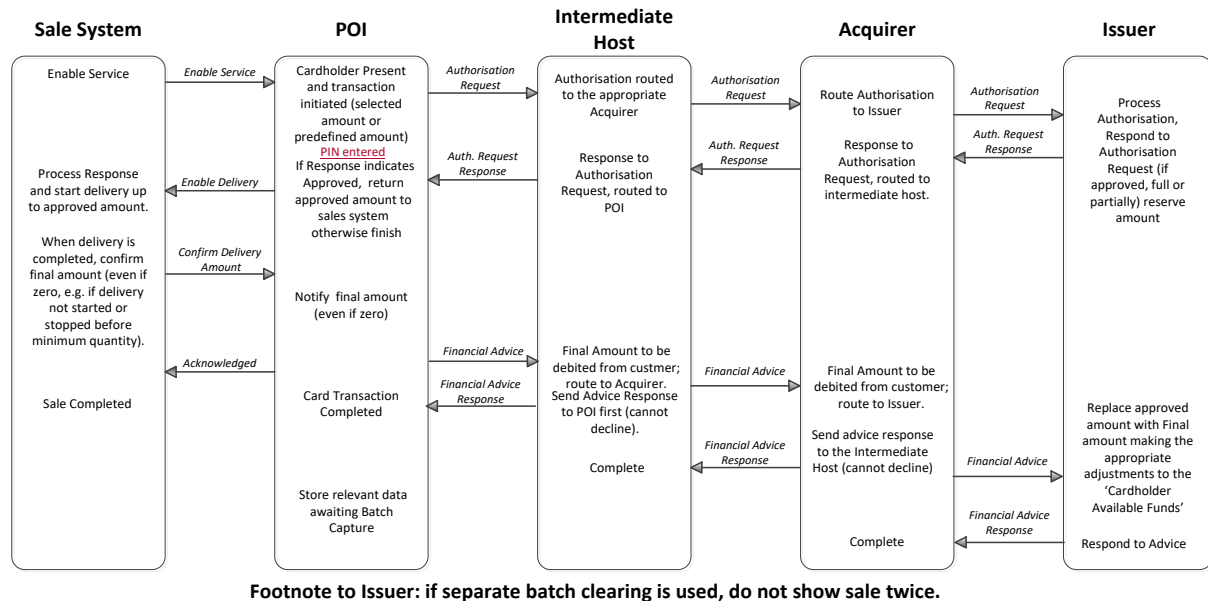 Sale System
POI
Intermediate
Host
Acquirer
Issuer
Enable Service
Enable Service
Cardholder Present
and transaction
initiated (selected
amount or
predefined amount)
PIN entered
If Response indicates
Approved, return
approved amount to
sales system
otherwise finish
Authorisation
Request
Authorisation routed
to the appropriate
Acquirer
Authorisation
Request
Route Authorisation
to Issuer
Authorisation
Request
Process
Authorisation,
Respond to
Authorisation
Request (if
approved, full or
partially) reserve
amount
Auth. Request
Response
Response to
Authorisation
Request, routed to
intermediate host.
Auth. Request
Response
Response to
Authorisation
Request, routed to
POI
Auth. Request
Response
Enable Delivery
Process Response
and start delivery up
to approved amount.
When delivery is
completed, confirm
final amount (even if
zero, e.g. if delivery
not started or
stopped before
minimum quantity).
Confirm Delivery
Amount
Notify final amount
(even if zero)
Acknowledged
Sale Completed
Financial Advice
Final Amount to be
debited from custmer;
route to Acquirer.
Send Advice Response
to POI first (cannot
decline).
Financial Advice
Response
Card Transaction
Completed
Store relevant data
awaiting Batch
Capture
Financial Advice
Final Amount to be
debited from customer;
route to Issuer.
Send advice response
to the Intermediate
Host (cannot decline)
Financial Advice
Response
Complete
Financial Advice
Replace approved
amount with Final
amount making the
appropriate
adjustments to the
‘Cardholder
Available Funds’
Financial Advice
Response
Respond to Advice
Complete
Footnote to Issuer: if separate batch clearing is used, do not show sale twice.